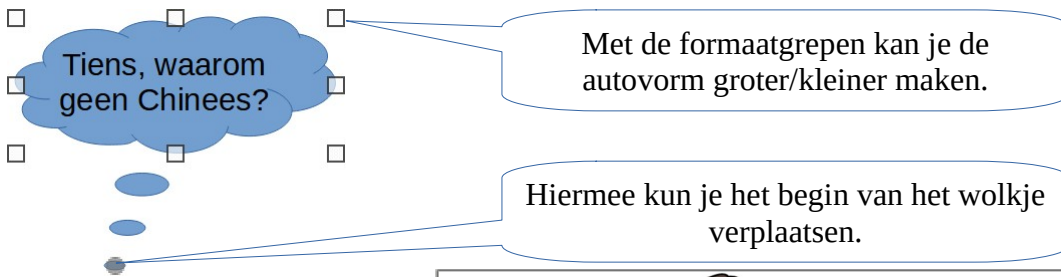 Tiens, waarom
geen Chinees?
Met de formaatgrepen kan je de
autovorm groter/kleiner maken.
Hiermee kun je het begin van het wolkje
verplaatsen.